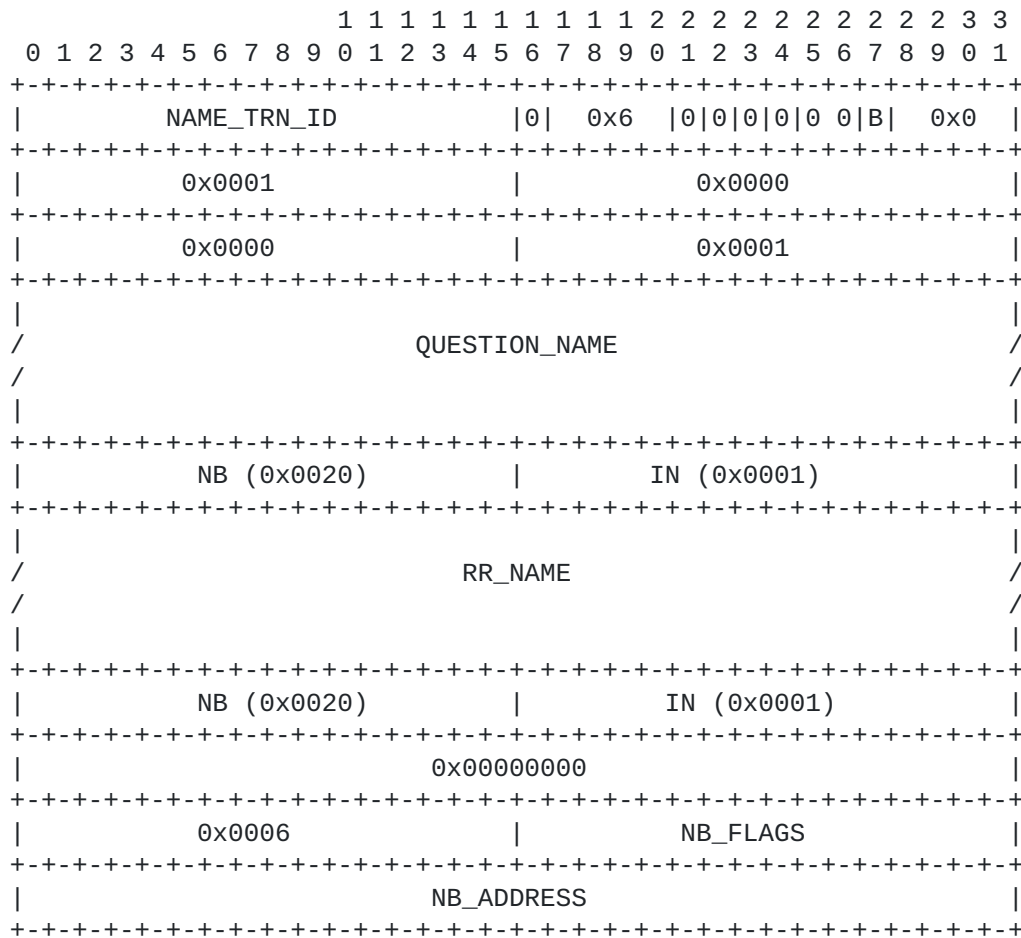 1 1 1 1 1 1 1 1 1 1 2 2 2 2 2 2 2 2 2 2 3 3
 0 1 2 3 4 5 6 7 8 9 0 1 2 3 4 5 6 7 8 9 0 1 2 3 4 5 6 7 8 9 0 1
+-+-+-+-+-+-+-+-+-+-+-+-+-+-+-+-+-+-+-+-+-+-+-+-+-+-+-+-+-+-+-+-+
|         NAME_TRN_ID           |0|  0x6  |0|0|0|0|0 0|B|  0x0  |
+-+-+-+-+-+-+-+-+-+-+-+-+-+-+-+-+-+-+-+-+-+-+-+-+-+-+-+-+-+-+-+-+
|          0x0001               |           0x0000              |
+-+-+-+-+-+-+-+-+-+-+-+-+-+-+-+-+-+-+-+-+-+-+-+-+-+-+-+-+-+-+-+-+
|          0x0000               |           0x0001              |
+-+-+-+-+-+-+-+-+-+-+-+-+-+-+-+-+-+-+-+-+-+-+-+-+-+-+-+-+-+-+-+-+
|                                                               |
/                         QUESTION_NAME                         /
/                                                               /
|                                                               |
+-+-+-+-+-+-+-+-+-+-+-+-+-+-+-+-+-+-+-+-+-+-+-+-+-+-+-+-+-+-+-+-+
|           NB (0x0020)         |        IN (0x0001)            |
+-+-+-+-+-+-+-+-+-+-+-+-+-+-+-+-+-+-+-+-+-+-+-+-+-+-+-+-+-+-+-+-+
|                                                               |
/                            RR_NAME                            /
/                                                               /
|                                                               |
+-+-+-+-+-+-+-+-+-+-+-+-+-+-+-+-+-+-+-+-+-+-+-+-+-+-+-+-+-+-+-+-+
|           NB (0x0020)         |         IN (0x0001)           |
+-+-+-+-+-+-+-+-+-+-+-+-+-+-+-+-+-+-+-+-+-+-+-+-+-+-+-+-+-+-+-+-+
|                          0x00000000                           |
+-+-+-+-+-+-+-+-+-+-+-+-+-+-+-+-+-+-+-+-+-+-+-+-+-+-+-+-+-+-+-+-+
|           0x0006              |          NB_FLAGS             |
+-+-+-+-+-+-+-+-+-+-+-+-+-+-+-+-+-+-+-+-+-+-+-+-+-+-+-+-+-+-+-+-+
|                          NB_ADDRESS                           |
+-+-+-+-+-+-+-+-+-+-+-+-+-+-+-+-+-+-+-+-+-+-+-+-+-+-+-+-+-+-+-+-+